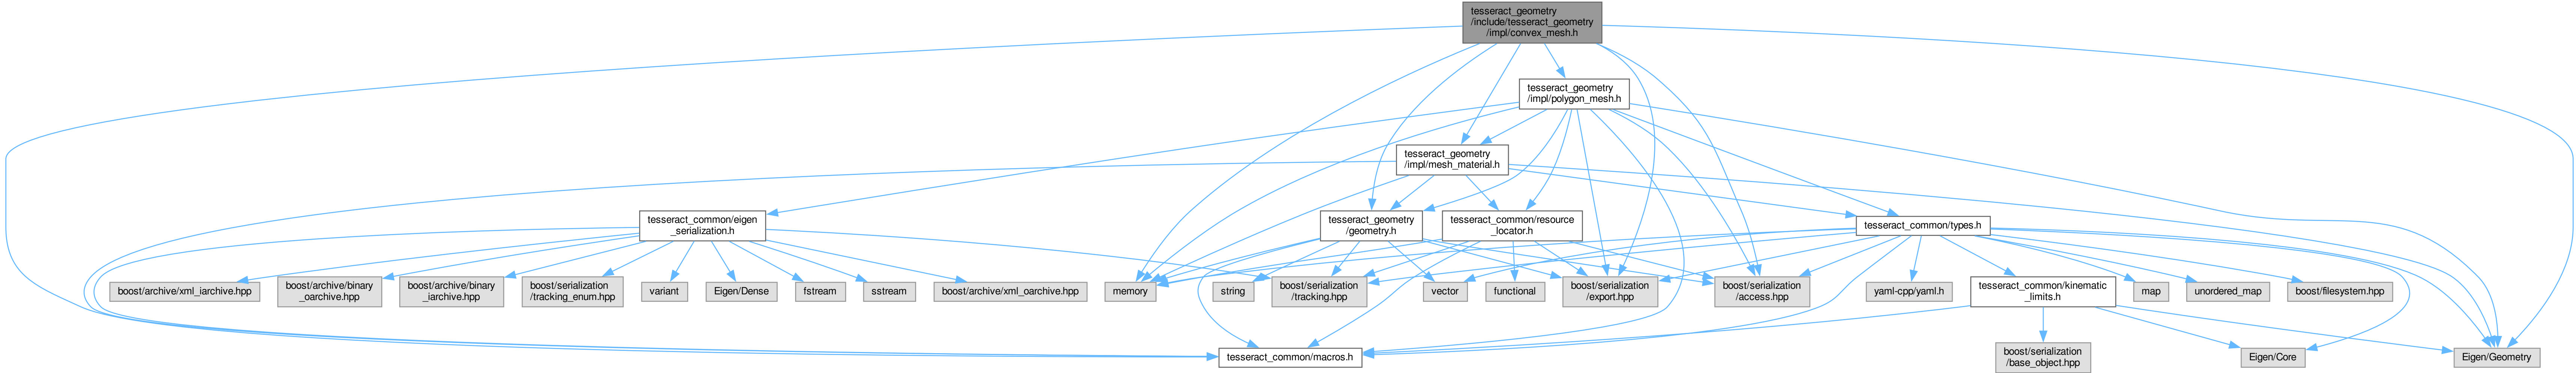 tesseract_geometry
/include/tesseract_geometry
/impl/convex_mesh.h
tesseract_geometry
/impl/polygon_mesh.h
tesseract_geometry
/impl/mesh_material.h
tesseract_common/eigen
_serialization.h
tesseract_geometry
/geometry.h
tesseract_common/resource
_locator.h
tesseract_common/types.h
boost/archive/xml_iarchive.hpp
boost/archive/binary
_oarchive.hpp
boost/archive/binary
_iarchive.hpp
boost/serialization
/tracking_enum.hpp
variant
Eigen/Dense
fstream
sstream
boost/archive/xml_oarchive.hpp
memory
string
boost/serialization
/tracking.hpp
vector
functional
boost/serialization
/export.hpp
boost/serialization
/access.hpp
yaml-cpp/yaml.h
tesseract_common/kinematic
_limits.h
map
unordered_map
boost/filesystem.hpp
tesseract_common/macros.h
boost/serialization
/base_object.hpp
Eigen/Core
Eigen/Geometry